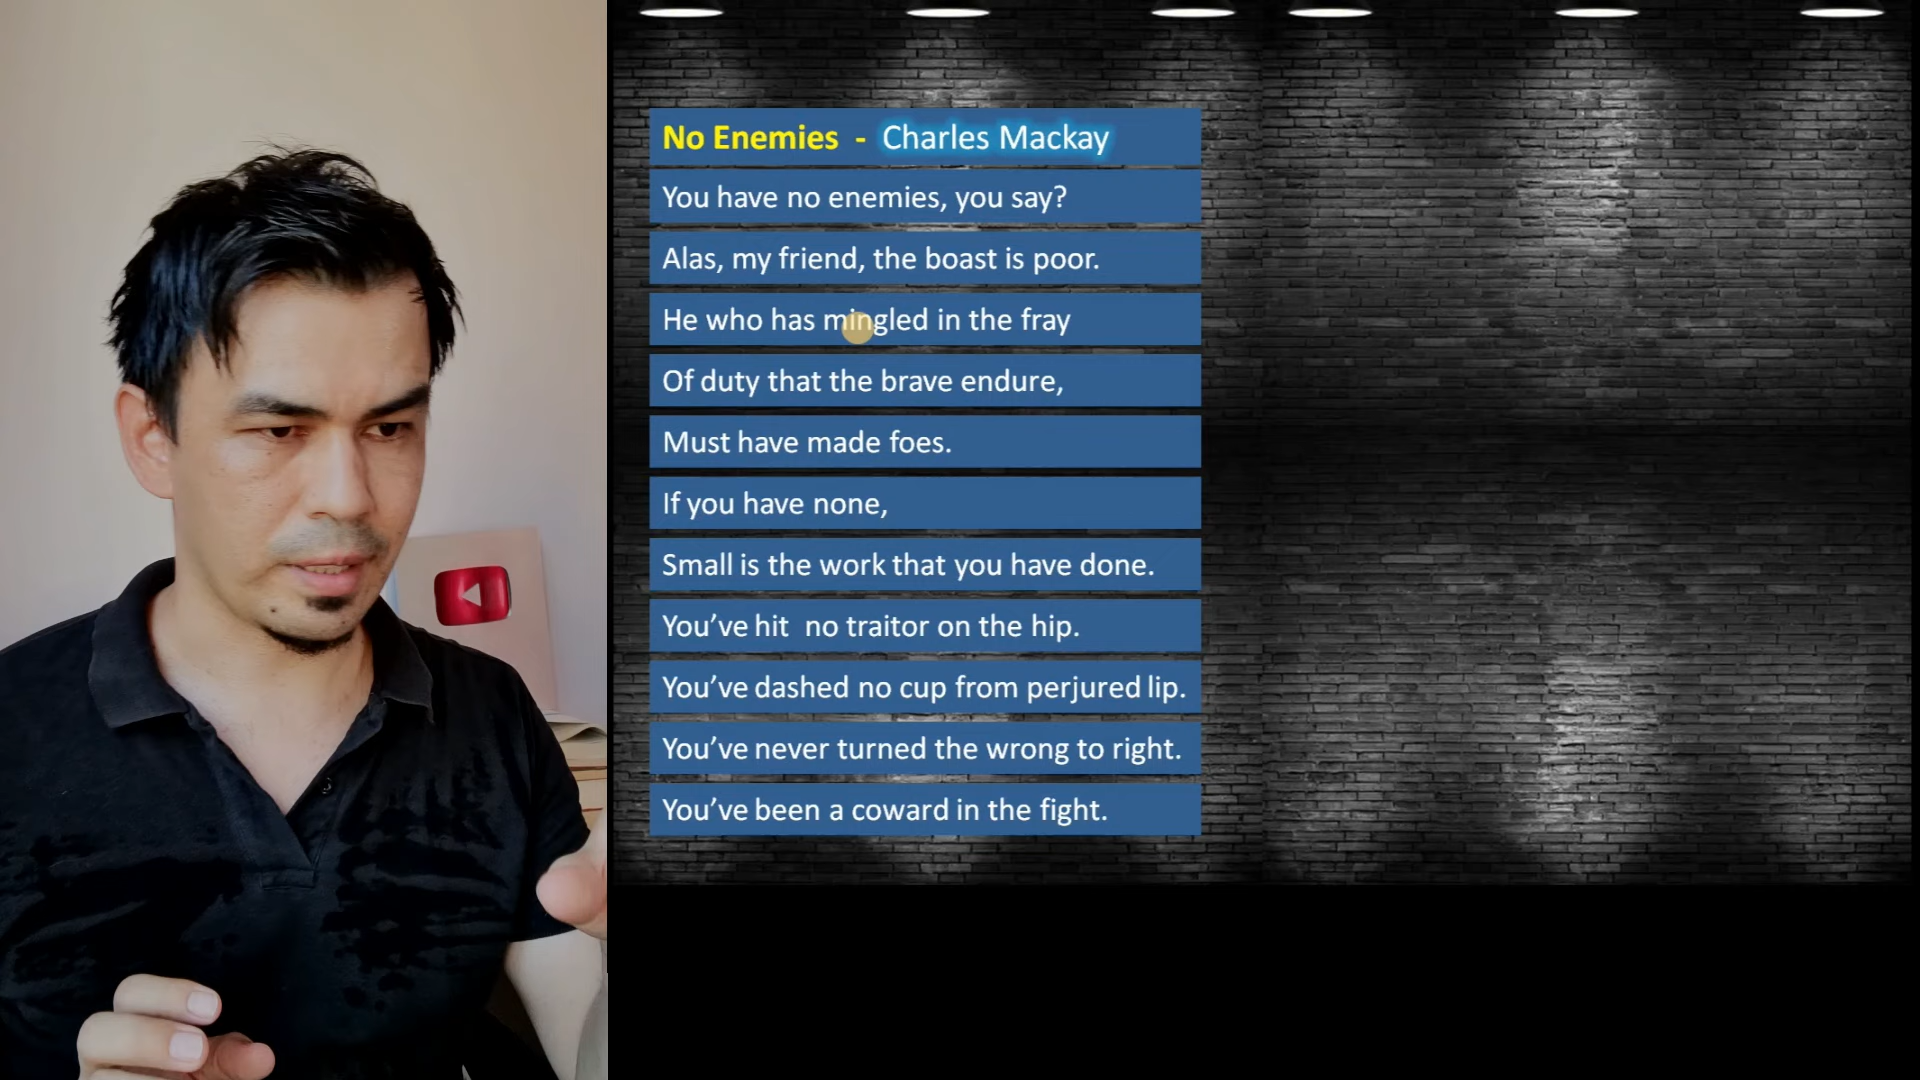 No Enemies - Charles Mackay
You have no enemies, you say?
Alas, my friend, the boast is poor.
He who has mingled in the fray
Of duty that the brave endure,
Must have made foes.
If you have none,
Small is the work that you have done.
You’ve hit  no traitor on the hip.
You’ve dashed no cup from perjured lip.
You’ve never turned the wrong to right.
You’ve been a coward in the fight.